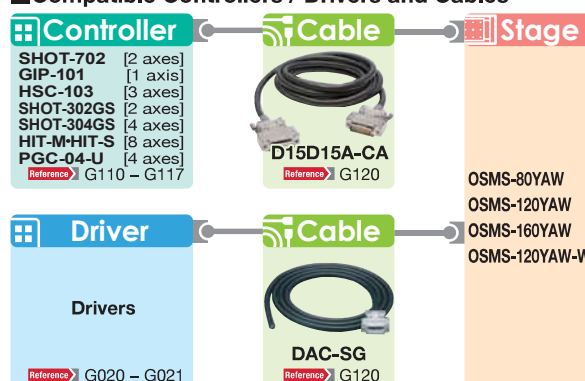 ■Compatible Controllers / Drivers and Cables
Controller
SHOT-702 [2 axes]
GIP-101 [1 axis]
HSC-103 [3 axes]
SHOT-302GS [2 axes]
SHOT-304GS [4 axes]
HIT-M•HIT-S [8 axes]
PGC-04-U [4 axes]
Reference G110 – G117
Cable
D15D15A-CA
Reference G120
Stage
OSMS-80YAW
OSMS-120YAW
OSMS-160YAW
OSMS-120YAW-W
Driver
Drivers
Reference G020 – G021
Cable
DAC-SG
Reference G120